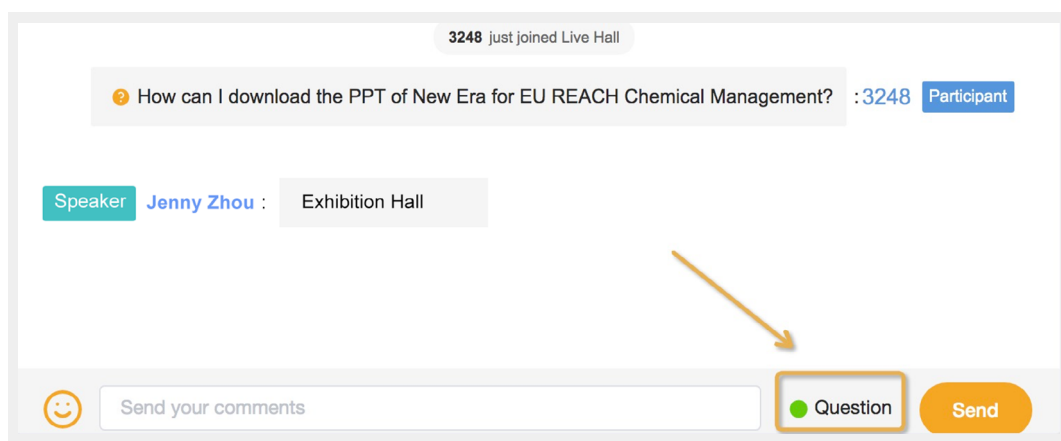 3248 just joined Live Hall
How can I download the PPT of New Era for EU REACH Chemical Management? :3248 Participant
Speaker Jenny Zhou : Exhibition Hall
Send your comments Question Send